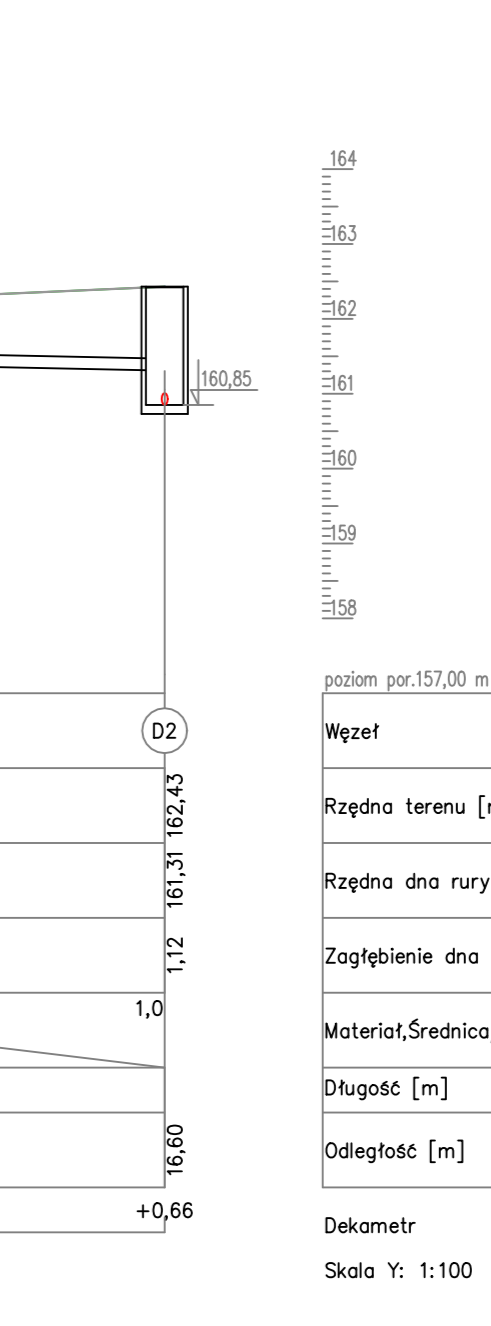 164
163
162
161
160
159
158
160,85
0
poziom por.157,00 m
D2
Węzeł
162,43
Rzędna terenu
161,31
Rzędna dna rury
1,12
Zagłębienie dna
1,0
Materiał,Średnica,
Długość [m]
16,60
Odległość [m]
+0,66
Dekametr
Skala Y: 1:100